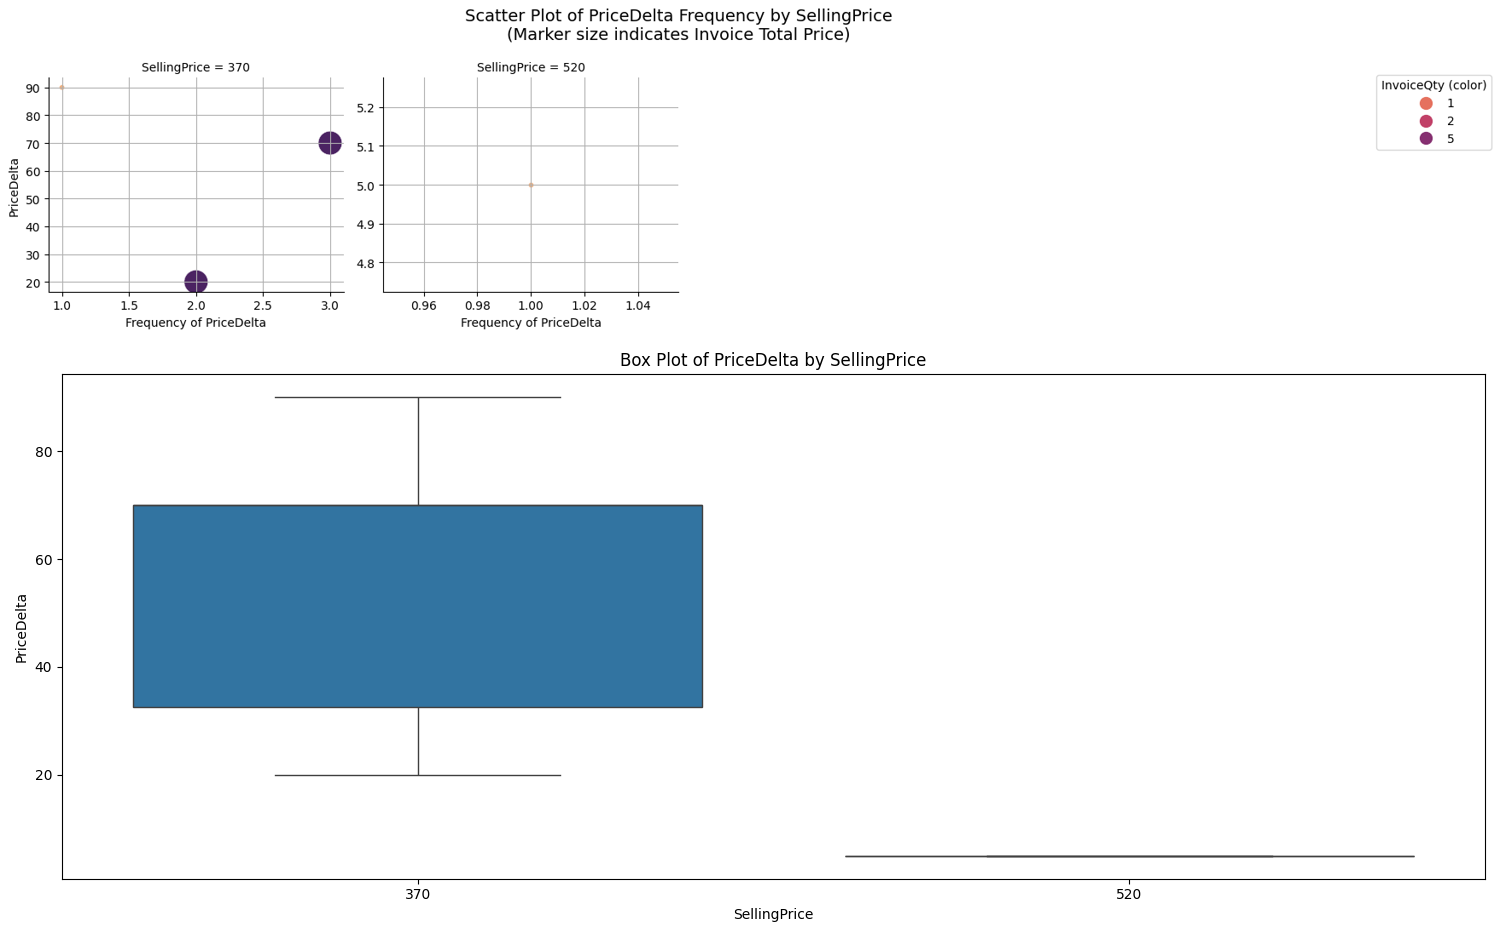 Scatter Plot of PriceDelta Frequency by SellingPrice
(Marker size indicates Invoice Total Price)
SellingPrice = 370
90
80
70
60
50
40
30
20
PriceDelta
1.0 1.5 2.0 2.5 3.0
Frequency of PriceDelta
SellingPrice = 520
5.2
5.1
5.0
4.9
4.8
0.96 0.98 1.00 1.02 1.04
Frequency of PriceDelta
InvoiceQty (color)
1
2
5
Box Plot of PriceDelta by SellingPrice
80
60
40
20
PriceDelta
370 520
SellingPrice